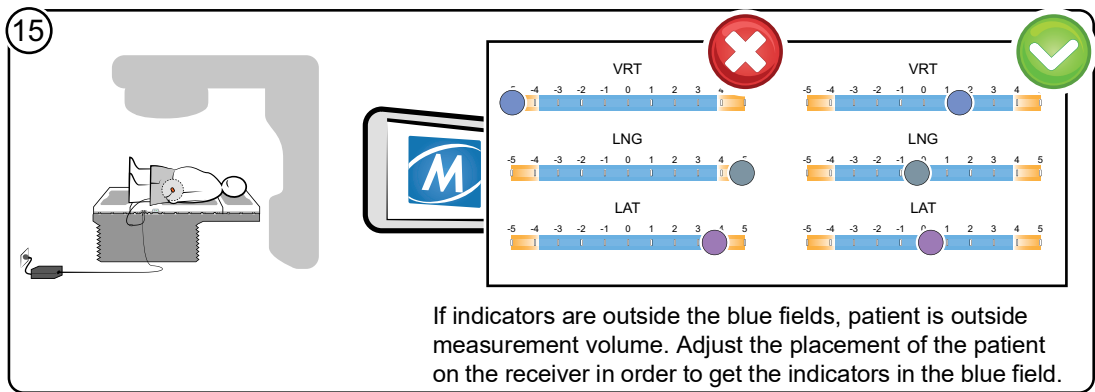 15
M
VRT
-4 -3 -2 -1 0 1 2 3 4
LNG
-5 -4 -3 -2 -1 0 1 2 3 4 5
LAT
-5 -4 -3 -2 -1 0 1 2 3 4 5
VRT
-5 -4 -3 -2 -1 0 1 2 3 4 5
LNG
-5 -4 -3 -2 -1 0 1 2 3 4 5
LAT
-5 -4 -3 -2 -1 0 1 2 3 4 5
If indicators are outside the blue fields, patient is outside
measurement volume. Adjust the placement of the patient
on the receiver in order to get the indicators in the blue field.